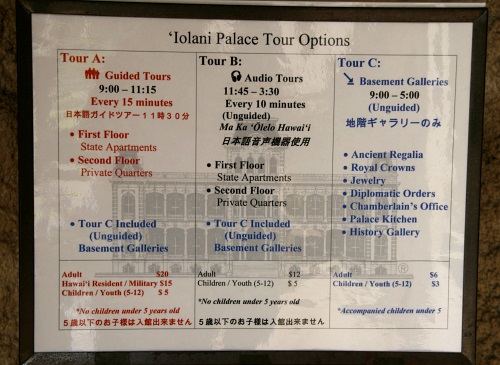 ‘Iolani Palace Tour Options
Tour A:
Guided Tours
9:00 – 11:15
Every 15 minutes
日本語ガイドツアー１１時３０分
• First Floor
State Apartments
• Second Floor
Private Quarters
• Tour C Included
(Unguided)
Basement Galleries
Adult $20
Hawai‘i Resident / Military $15
Children / Youth (5-12) $ 5
*No children under 5 years old
５歳以下のお子様は入館出来ません
Tour B:
Audio Tours
11:45 – 3:30
Every 10 minutes
(Unguided)
Ma Ka ‘Ōlelo Hawai‘i
日本語音声機器使用
• First Floor
State Apartments
• Second Floor
Private Quarters
• Tour C Included
(Unguided)
Basement Galleries
Adult $12
Children / Youth (5-12) $ 5
*No children under 5 years old
５歳以下のお子様は入館出来ません
Tour C:
Basement Galleries
9:00 – 5:00
(Unguided)
地階ギャラリーのみ
• Ancient Regalia
• Royal Crowns
• Jewelry
• Diplomatic Orders
• Chamberlain's Office
• Palace Kitchen
• History Gallery
Adult $6
Children / Youth (5-12) $3
*Accompanied children under 5
®